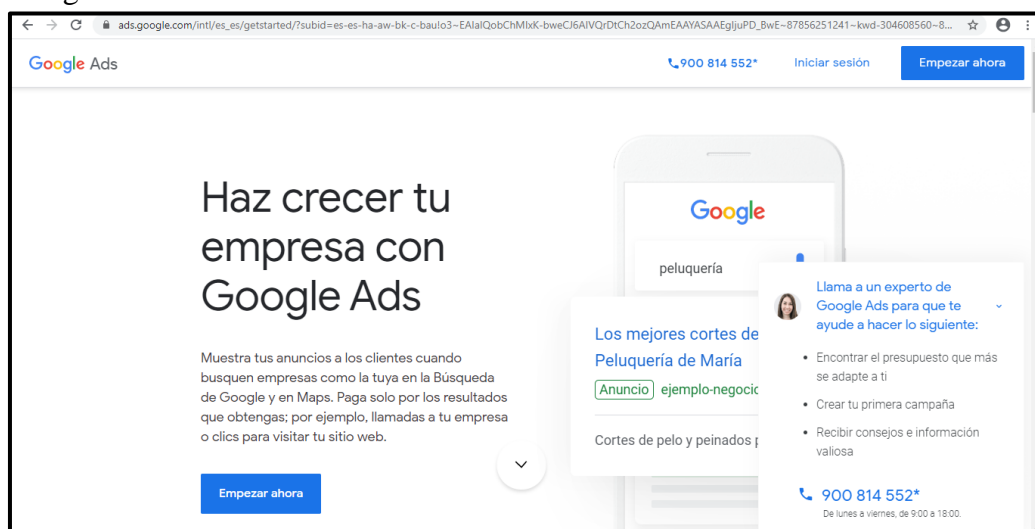 ads.google.com/intl/es_es/getstarted/?subid=es-es-ha-aw-bk-c-bau!o3~EAIaIQobChMIxK-bweCJ6AIVQrDtCh2ozQAmEAAYASAAEgIjuPD_BwE~87856251241~kwd-304608560~8...
Google Ads
900 814 552*
Iniciar sesión
Empezar ahora
Haz crecer tu
empresa con
Google Ads
Muestra tus anuncios a los clientes cuando
busquen empresas como la tuya en la Búsqueda
de Google y en Maps. Paga solo por los resultados
que obtengas; por ejemplo, llamadas a tu empresa
o clics para visitar tu sitio web.
Empezar ahora
Google
peluquería
Los mejores cortes de
Peluquería de María
Anuncio ejemplo-negocio
Cortes de pelo y peinados
Llama a un experto de
Google Ads para que te
ayude a hacer lo siguiente:
• Encontrar el presupuesto que más
se adapte a ti
• Crear tu primera campaña
• Recibir consejos e información
valiosa
900 814 552*
De lunes a viernes, de 9:00 a 18:00.